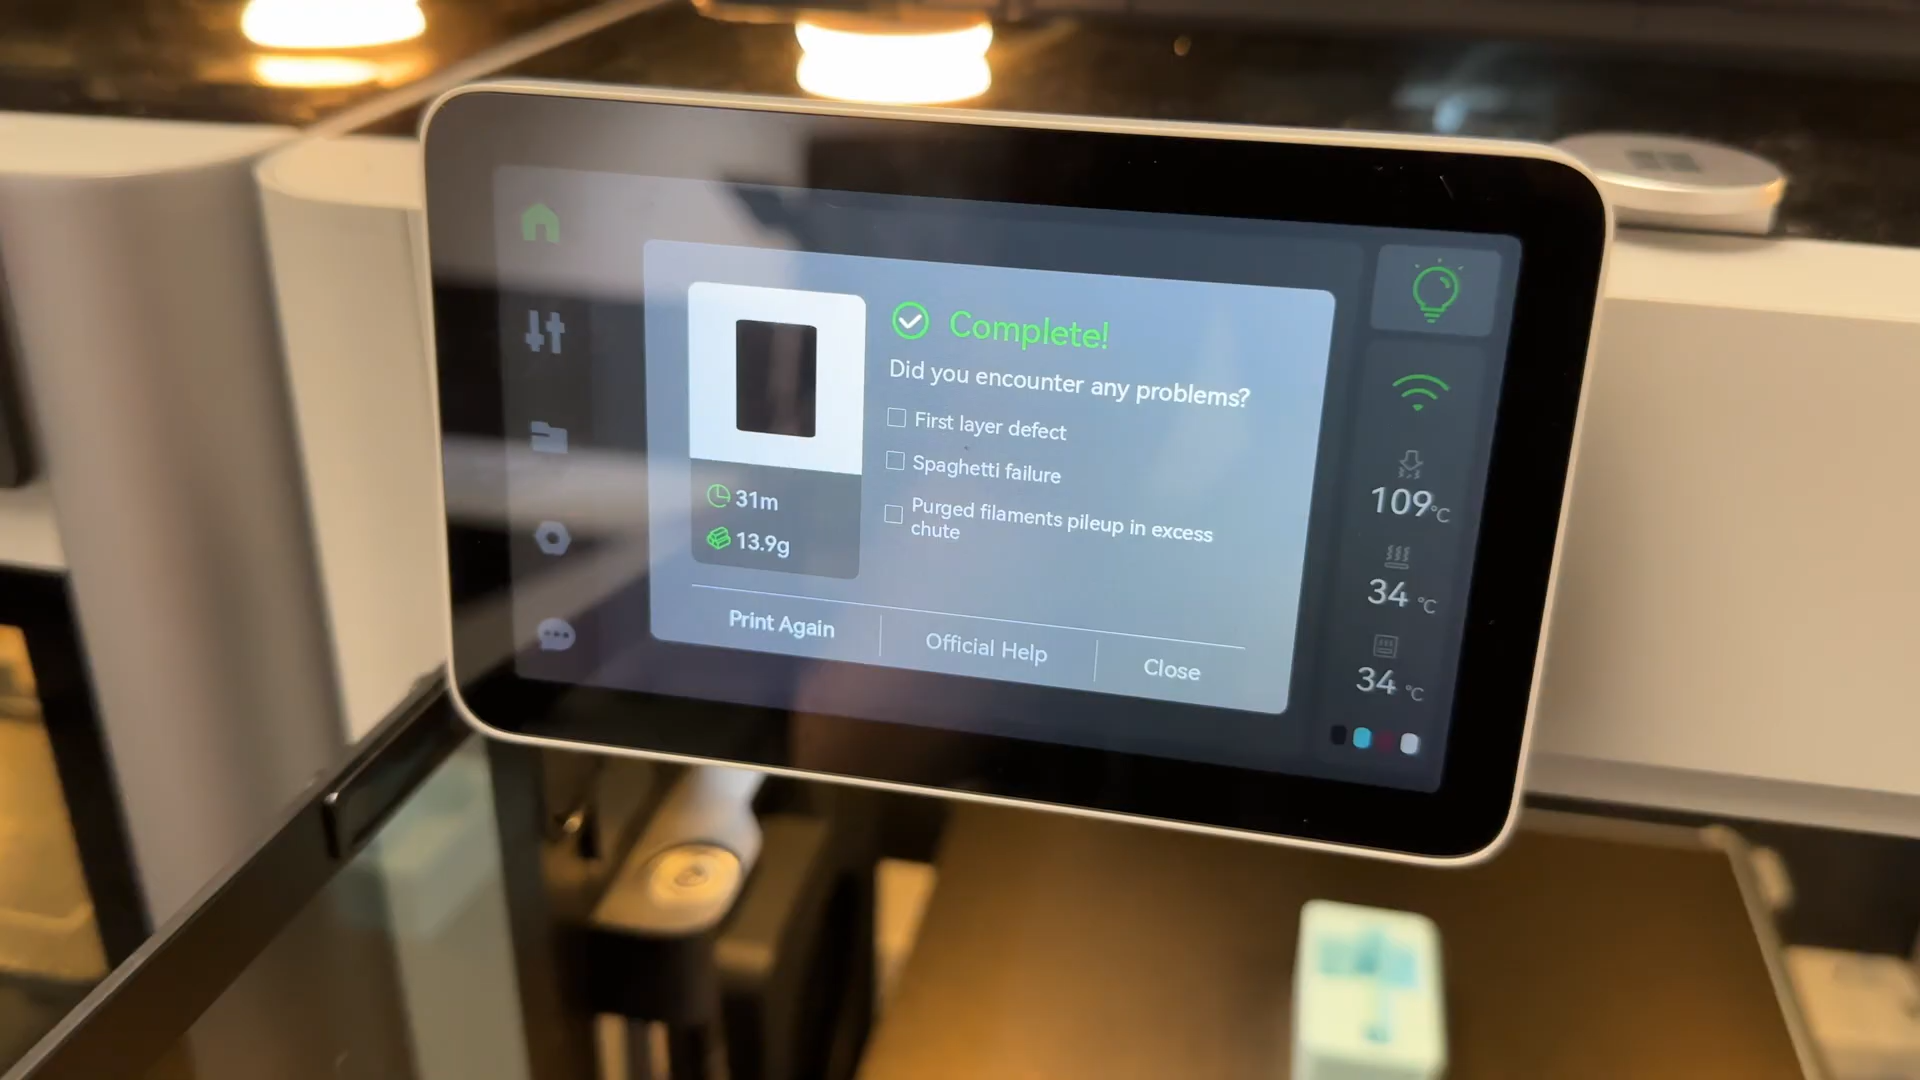 Complete!
Did you encounter any problems?
First layer defect
Spaghetti failure
Purged filaments pileup in excess
chute
31m
13.9g
Print Again
Official Help
Close
109°C
34 °C
34 °C